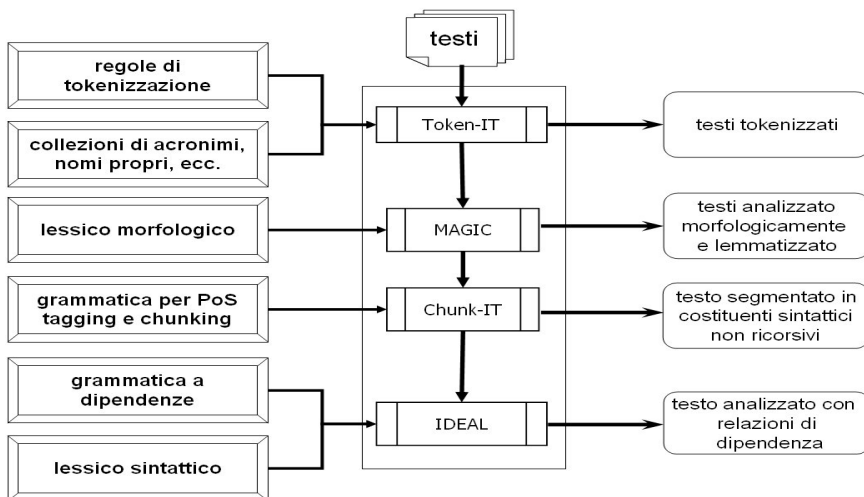 testi
regole di
tokenizzazione
collezioni di acronimi,
nomi propri, ecc.
Token-IT
testi tokenizzati
lessico morfologico
MAGIC
testi analizzato
morfologicamente
e lemmatizzato
grammatica per PoS
tagging e chunking
Chunk-IT
testo segmentato in
costituenti sintattici
non ricorsivi
grammatica a
dipendenze
lessico sintattico
IDEAL
testo analizzato con
relazioni di
dipendenza